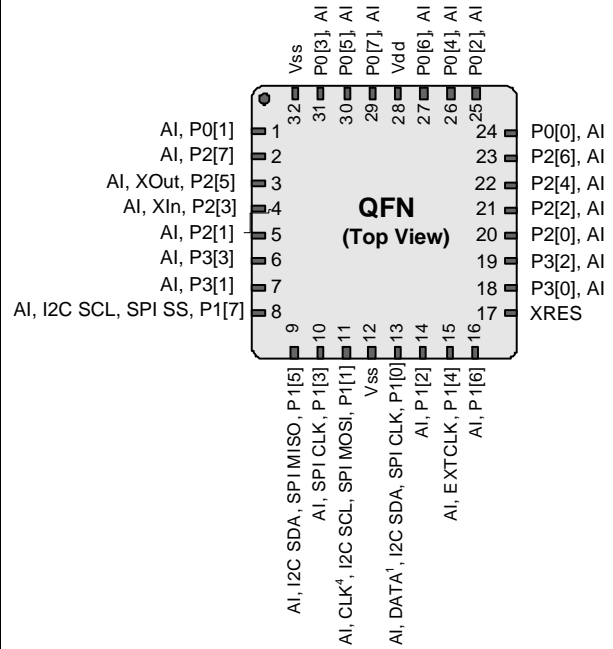 Vss
P0[3], AI
P0[5], AI
P0[7], AI
Vdd
P0[6], AI
P0[4], AI
P0[2], AI
32
31
30
29
28
27
26
25
AI, P0[1] 1
AI, P2[7] 2
AI, XOut, P2[5] 3
AI, XIn, P2[3] 4
AI, P2[1] 5
AI, P3[3] 6
AI, P3[1] 7
AI, I2C SCL, SPI SS, P1[7] 8
QFN
(Top View)
24 P0[0], AI
23 P2[6], AI
22 P2[4], AI
21 P2[2], AI
20 P2[0], AI
19 P3[2], AI
18 P3[0], AI
17 XRES
9
10
11
12
13
14
15
16
AI, I2C SDA, SPI MISO, P1[5]
AI, SPI CLK, P1[3]
AI, CLK⁴, I2C SCL, SPI MOSI, P1[1]
Vss
AI, DATA¹, I2C SDA, SPI CLK, P1[0]
AI, P1[2]
AI, EXTCLK, P1[4]
AI, P1[6]